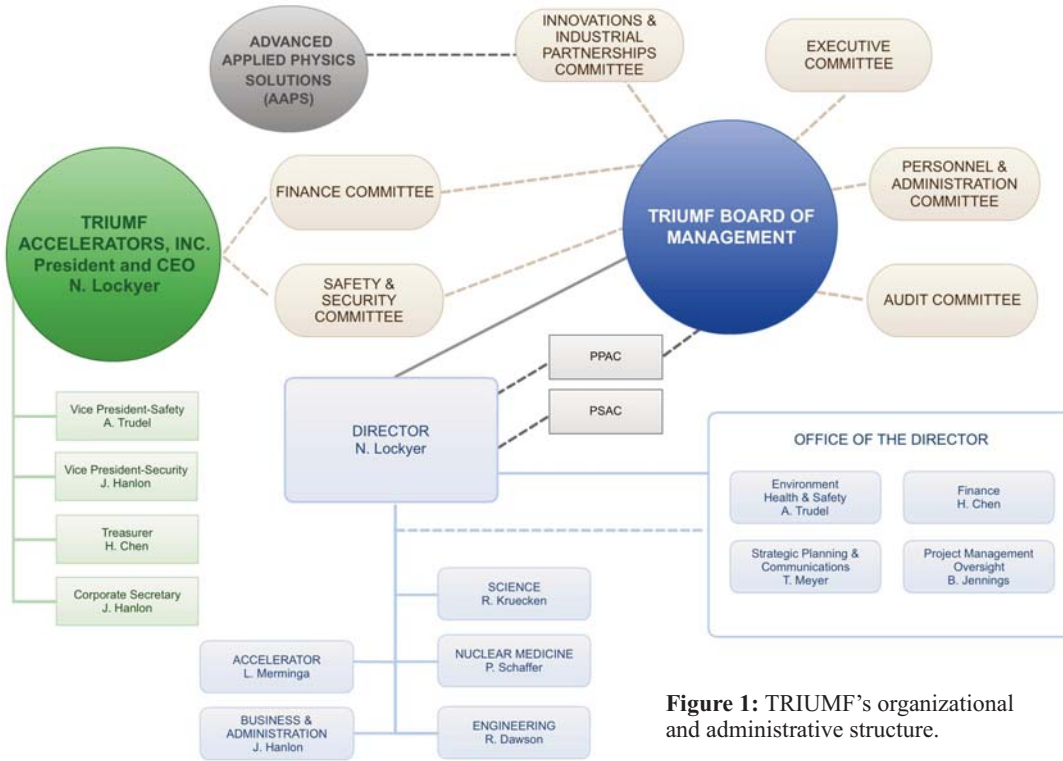 ADVANCED
APPLIED PHYSICS
SOLUTIONS
(AAPS)
INNOVATIONS &
INDUSTRIAL
PARTNERSHIPS
COMMITTEE
EXECUTIVE
COMMITTEE
TRIUMF
ACCELERATORS, INC.
President and CEO
N. Lockyer
FINANCE COMMITTEE
SAFETY &
SECURITY
COMMITTEE
TRIUMF BOARD OF
MANAGEMENT
PERSONNEL &
ADMINISTRATION
COMMITTEE
AUDIT COMMITTEE
PPAC
PSAC
DIRECTOR
N. Lockyer
Vice President-Safety
A. Trudel
Vice President-Security
J. Hanlon
Treasurer
H. Chen
Corporate Secretary
J. Hanlon
OFFICE OF THE DIRECTOR
Environment
Health & Safety
A. Trudel
Finance
H. Chen
Strategic Planning &
Communications
T. Meyer
Project Management
Oversight
B. Jennings
SCIENCE
R. Kruecken
ACCELERATOR
L. Merminga
NUCLEAR MEDICINE
P. Schaffer
BUSINESS &
ADMINISTRATION
J. Hanlon
ENGINEERING
R. Dawson
Figure 1: TRIUMF's organizational
and administrative structure.